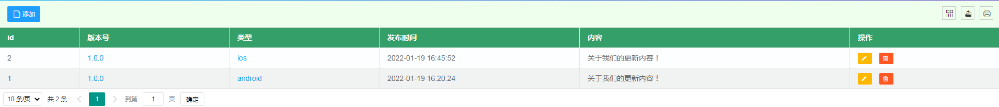 添加
id 版本号 类型 发布时间 内容 操作
2 1.0.0 ios 2022-01-19 16:45:52 关于我们的更新内容！
1 1.0.0 android 2022-01-19 16:20:24 关于我们的更新内容！
10 条/页 共 2 条 1 到第 1 页 确定